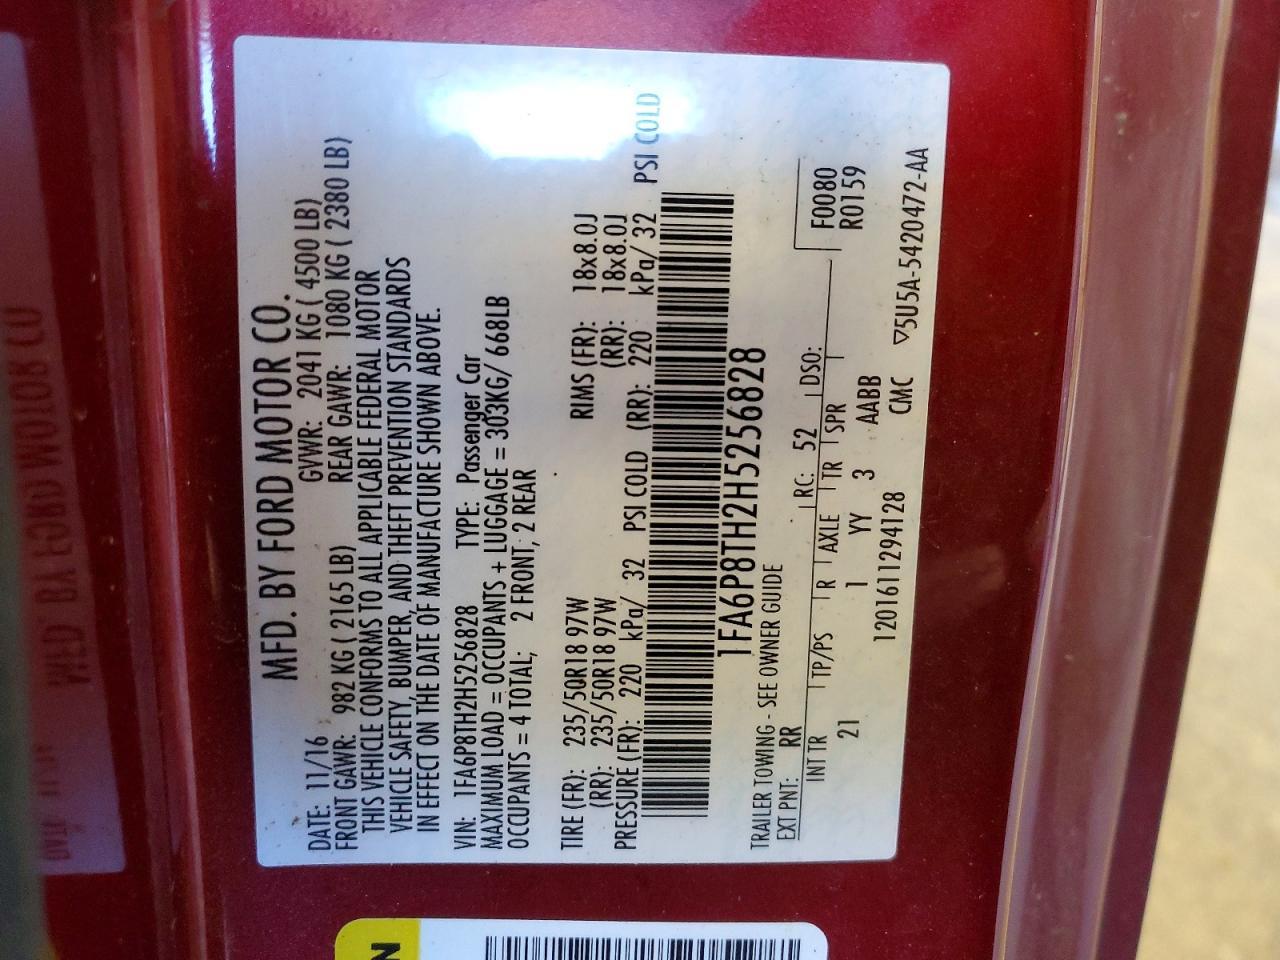 MFD. BY FORD MOTOR CO.
DATE: 11/16 GVWR: 2041 KG ( 4500 LB)
FRONT GAWR: 982 KG ( 2165 LB) REAR GAWR: 1080 KG ( 2380 LB)
THIS VEHICLE CONFORMS TO ALL APPLICABLE FEDERAL MOTOR
VEHICLE SAFETY, BUMPER, AND THEFT PREVENTION STANDARDS
IN EFFECT ON THE DATE OF MANUFACTURE SHOWN ABOVE.
VIN: 1FA6P8TH2H5256828 TYPE: Passenger Car
MAXIMUM LOAD = OCCUPANTS + LUGGAGE = 303KG/ 668LB
OCCUPANTS = 4 TOTAL; 2 FRONT, 2 REAR
TIRE (FR): 235/50R18 97W RIMS (FR): 18x8.0J
(RR): 235/50R18 97W (RR): 18x8.0J
PRESSURE (FR): 220 kPa/ 32 PSI COLD (RR): 220 kPa/ 32 PSI COLD
1FA6P8TH2H5256828
TRAILER TOWING - SEE OWNER GUIDE
EXT PNT: RR RC: 52 DSO: F0080
R0159
INT TR TP/PS R AXLE TR SPR
21 1 YY 3 AABB
1201611294128 CMC ▽5U5A-5420472-AA
N